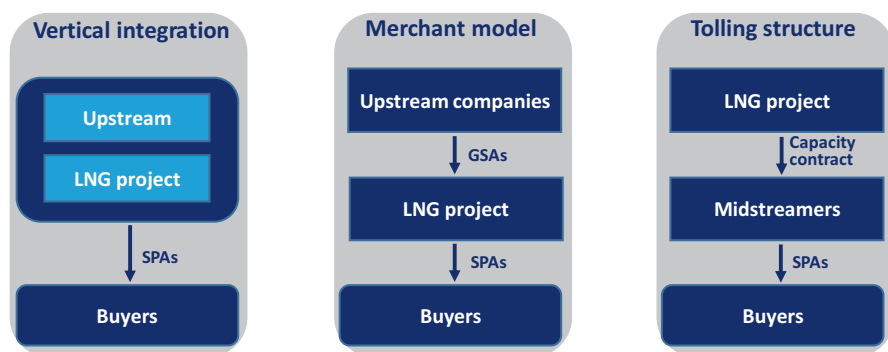 Vertical integration
Upstream
LNG project
SPAs
Buyers
Merchant model
Upstream companies
GSAs
LNG project
SPAs
Buyers
Tolling structure
LNG project
Capacity
contract
Midstreamers
SPAs
Buyers